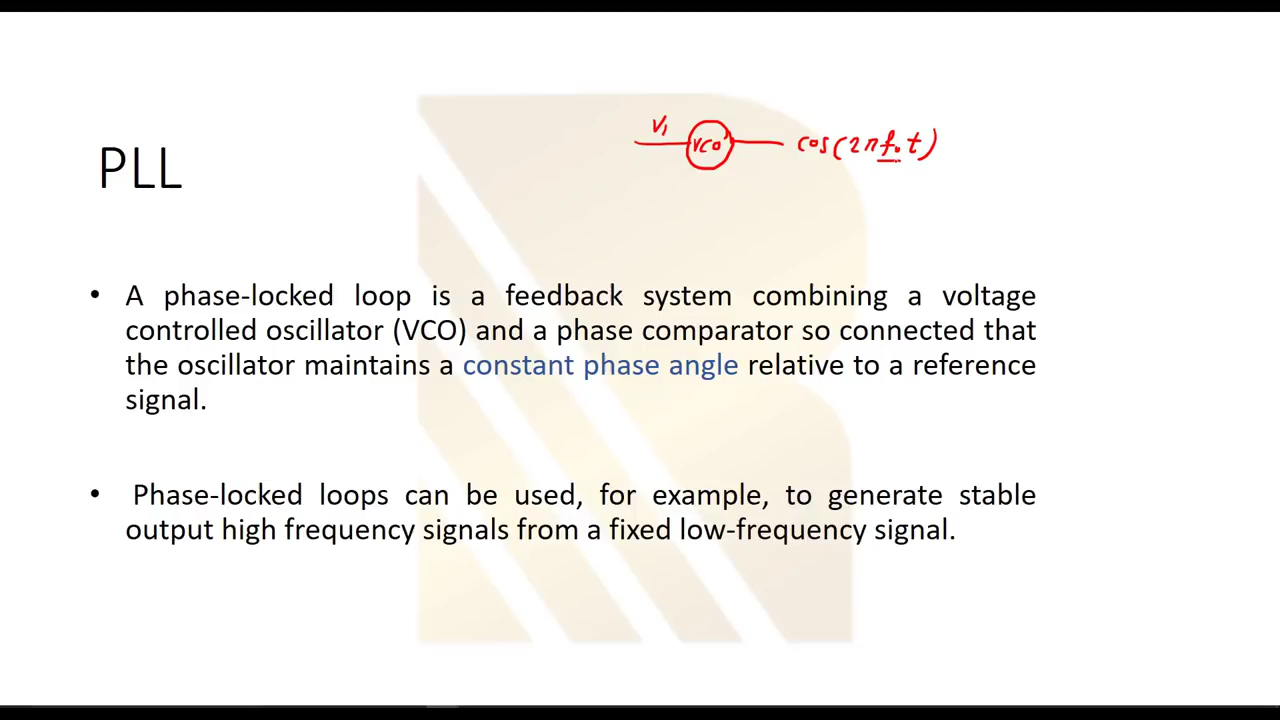 V₁ VCO cos(2πf₀t)
PLL
• A phase-locked loop is a feedback system combining a voltage
controlled oscillator (VCO) and a phase comparator so connected that
the oscillator maintains a constant phase angle relative to a reference
signal.
• Phase-locked loops can be used, for example, to generate stable
output high frequency signals from a fixed low-frequency signal.